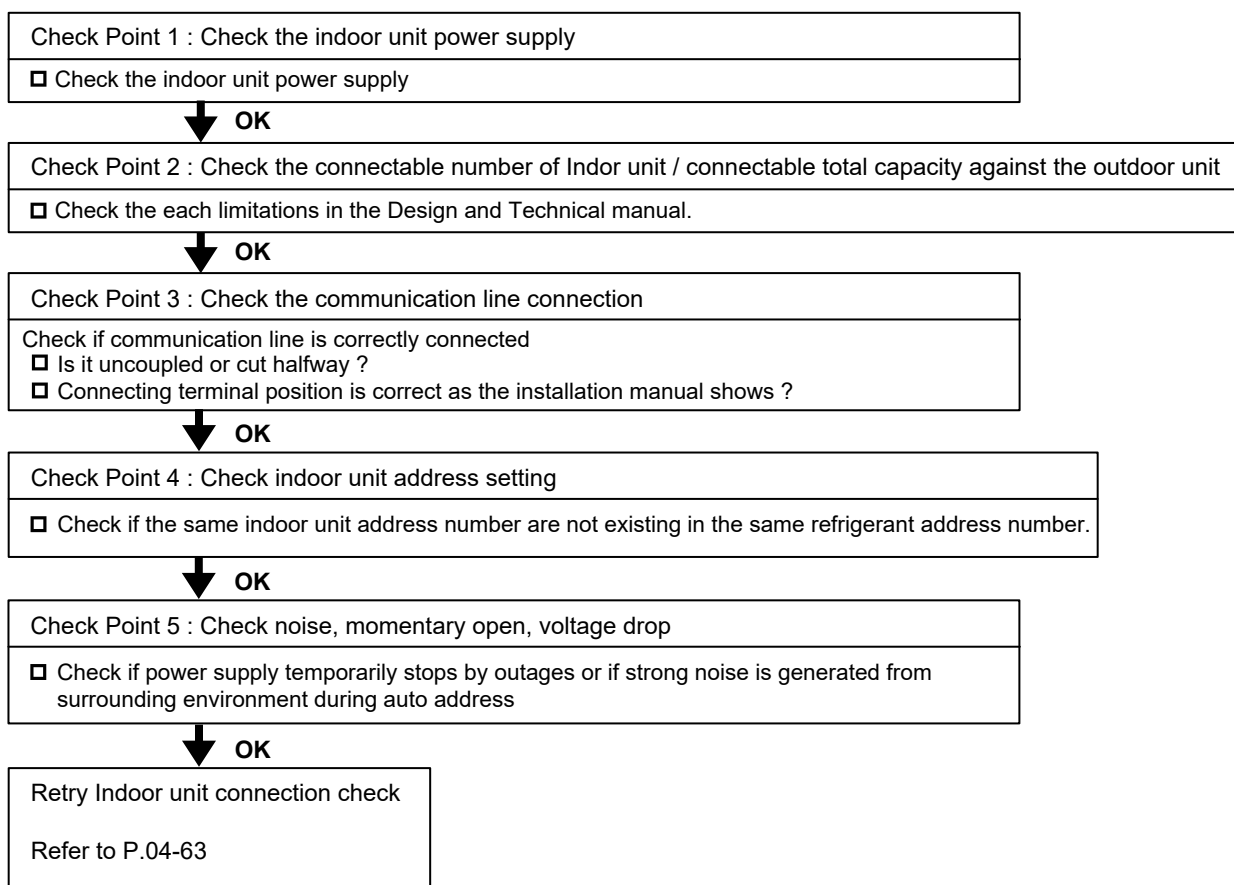 Check Point 1 : Check the indoor unit power supply
☐ Check the indoor unit power supply
OK
Check Point 2 : Check the connectable number of Indor unit / connectable total capacity against the outdoor unit
☐ Check the each limitations in the Design and Technical manual.
OK
Check Point 3 : Check the communication line connection
Check if communication line is correctly connected
☐ Is it uncoupled or cut halfway ?
☐ Connecting terminal position is correct as the installation manual shows ?
OK
Check Point 4 : Check indoor unit address setting
☐ Check if the same indoor unit address number are not existing in the same refrigerant address number.
OK
Check Point 5 : Check noise, momentary open, voltage drop
☐ Check if power supply temporarily stops by outages or if strong noise is generated from
surrounding environment during auto address
OK
Retry Indoor unit connection check
Refer to P.04-63